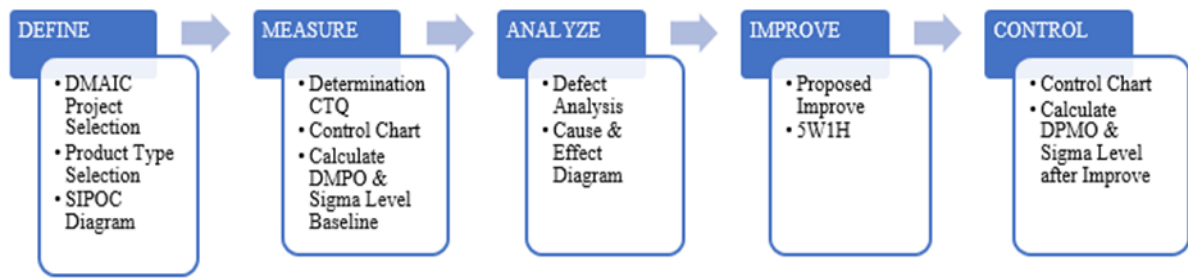 DEFINE
• DMAIC
Project
Selection
• Product Type
Selection
• SIPOC
Diagram
MEASURE
• Determination
CTQ
• Control Chart
• Calculate
DMPO &
Sigma Level
Baseline
ANALYZE
• Defect
Analysis
• Cause &
Effect
Diagram
IMPROVE
• Proposed
Improve
• 5W1H
CONTROL
• Control Chart
• Calculate
DPMO &
Sigma Level
after Improve